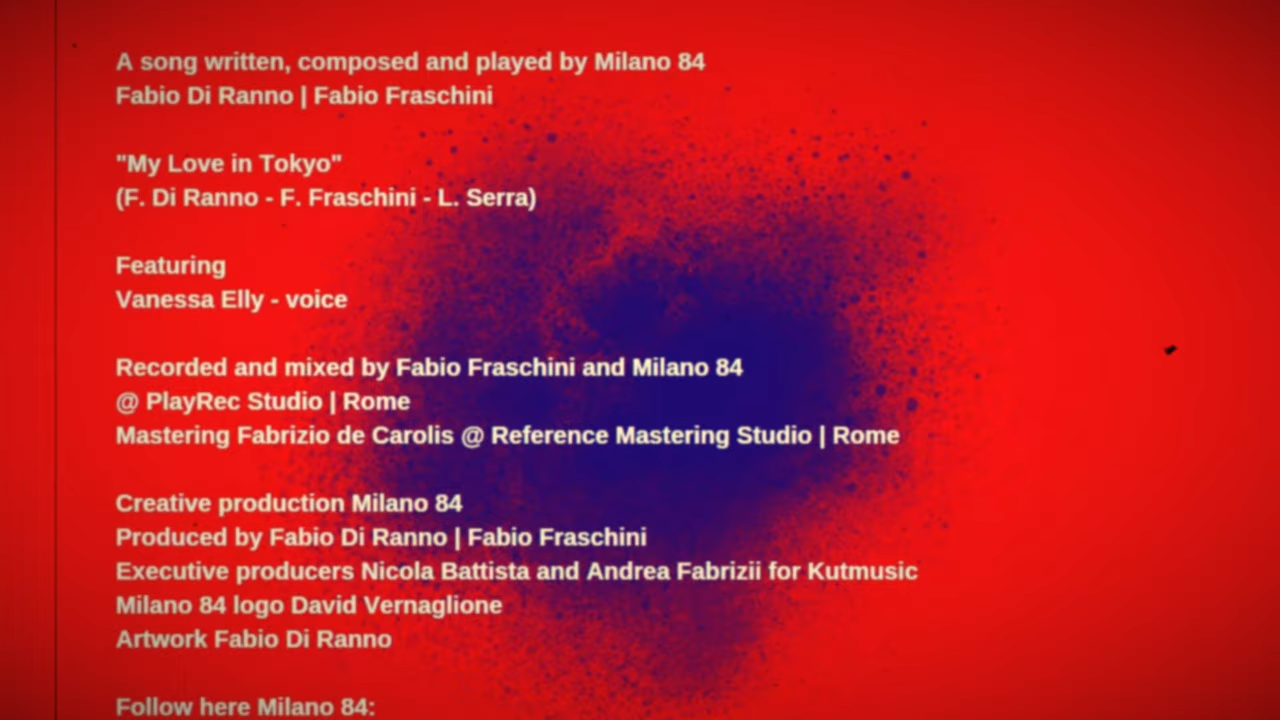 A song written, composed and played by Milano 84
Fabio Di Ranno | Fabio Fraschini
"My Love in Tokyo"
(F. Di Ranno - F. Fraschini - L. Serra)
Featuring
Vanessa Elly - voice
Recorded and mixed by Fabio Fraschini and Milano 84
@ PlayRec Studio | Rome
Mastering Fabrizio de Carolis @ Reference Mastering Studio | Rome
Creative production Milano 84
Produced by Fabio Di Ranno | Fabio Fraschini
Executive producers Nicola Battista and Andrea Fabrizii for Kutmusic
Milano 84 logo David Vernaglione
Artwork Fabio Di Ranno
Follow here Milano 84: